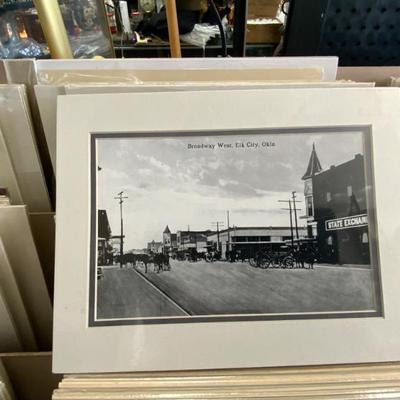 Broadway West, Elk City, Okla
STATE EXCHANGE